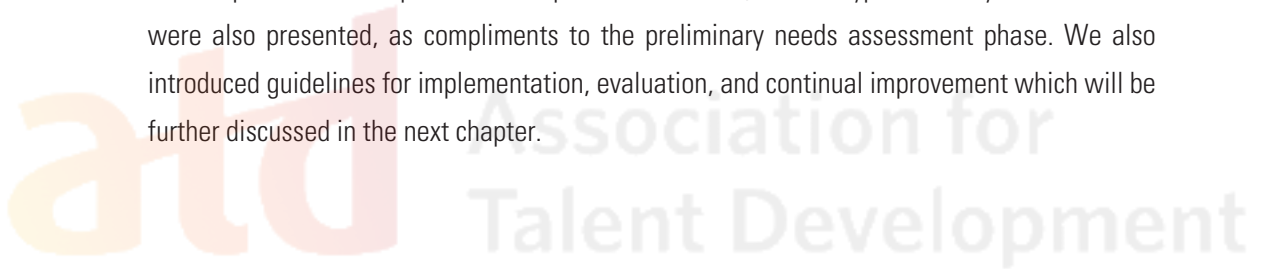 were also presented, as compliments to the preliminary needs assessment phase. We also
introduced guidelines for implementation, evaluation, and continual improvement which will be
further discussed in the next chapter.
atd Association for
Talent Development